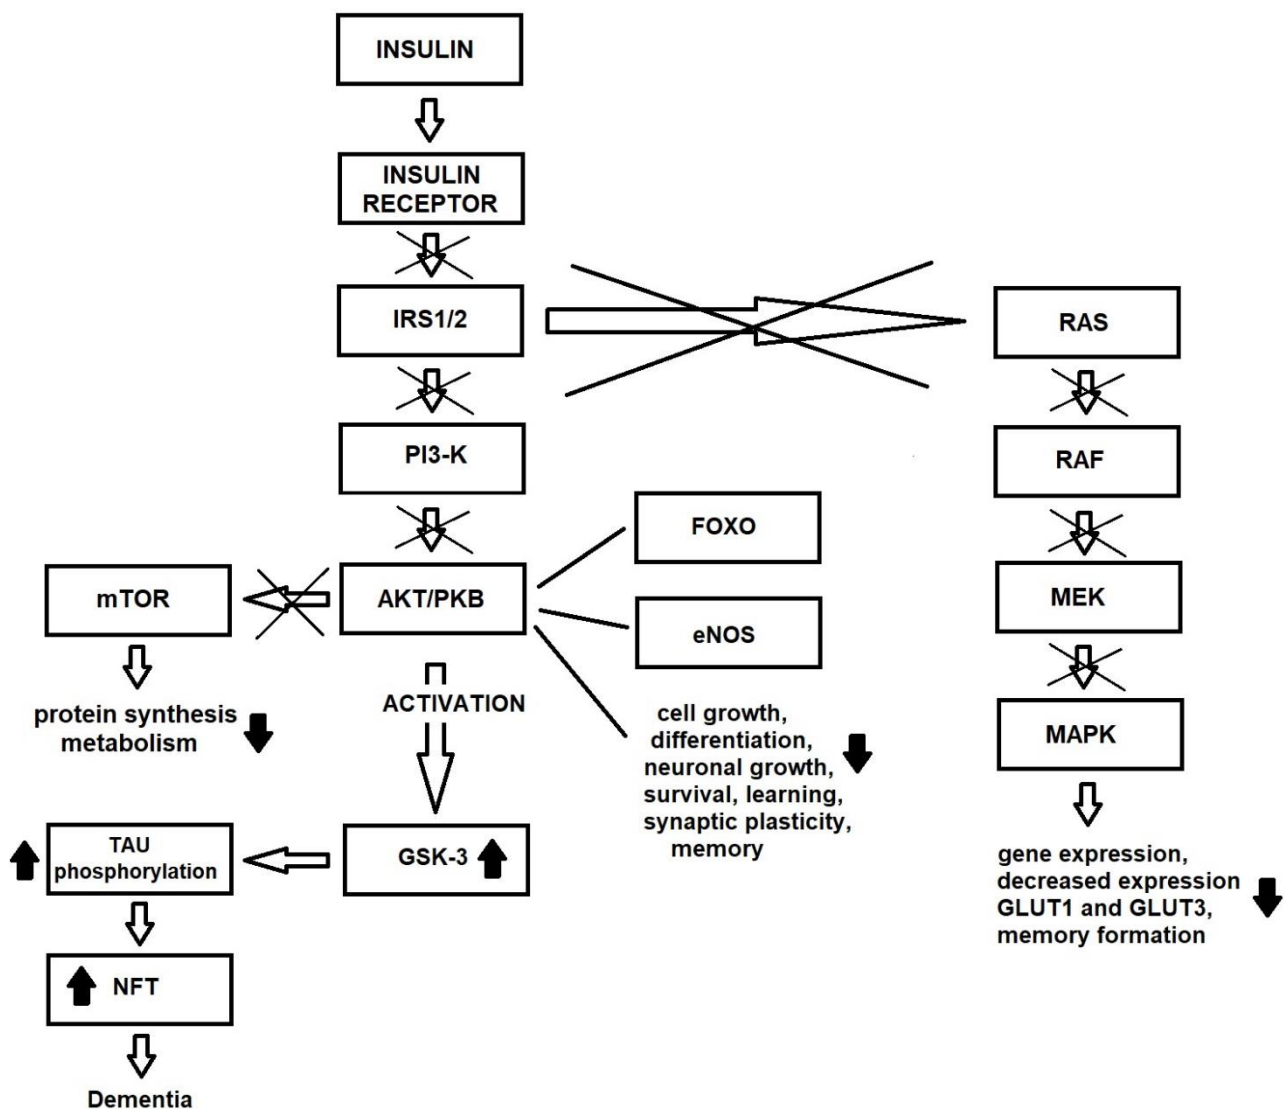 INSULIN
INSULIN
RECEPTOR
IRS1/2
RAS
PI3-K
RAF
FOXO
mTOR
AKT/PKB
MEK
eNOS
protein synthesis
metabolism
ACTIVATION
cell growth,
differentiation,
neuronal growth,
survival, learning,
synaptic plasticity,
memory
MAPK
TAU
phosphorylation
GSK-3
gene expression,
decreased expression
GLUT1 and GLUT3,
memory formation
NFT
Dementia